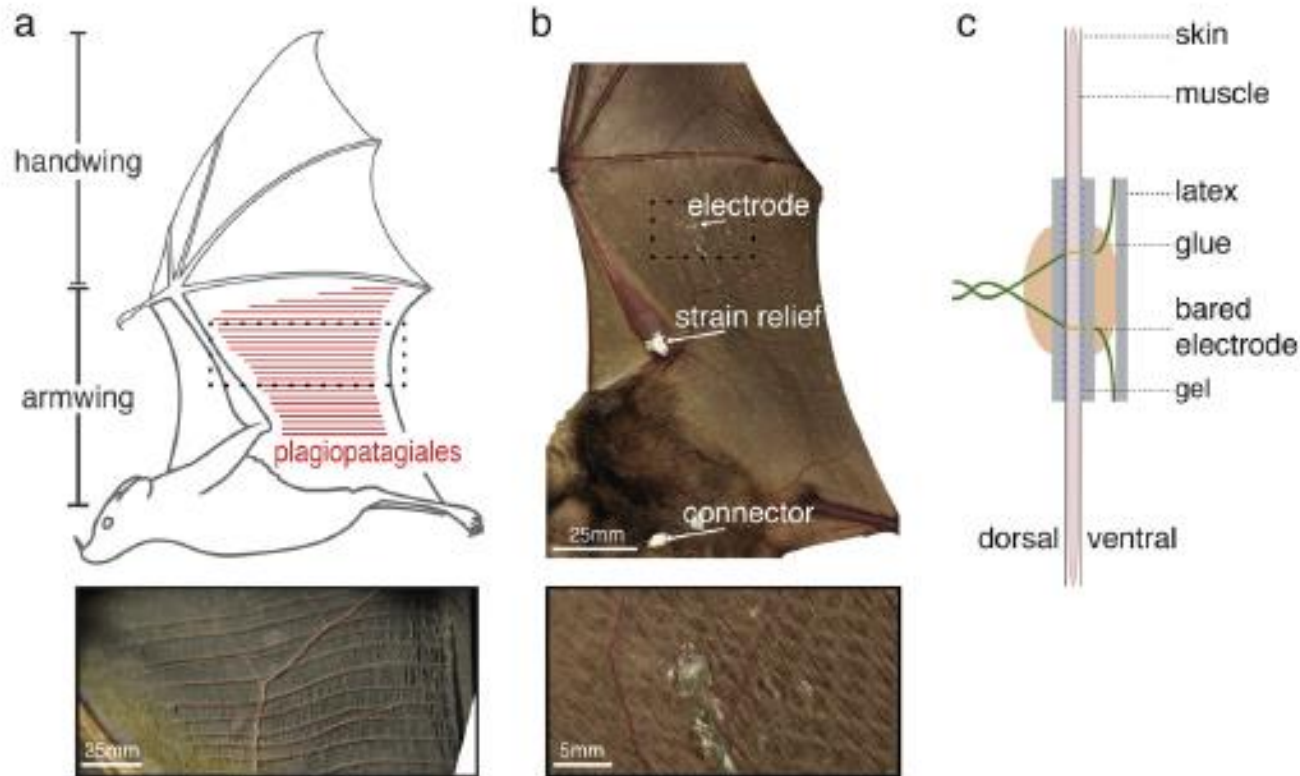 a
handwing
armwing
plagiopatagiales
25mm
b
electrode
strain relief
connector
25mm
5mm
c
skin
muscle
latex
glue
bared
electrode
gel
dorsal
ventral